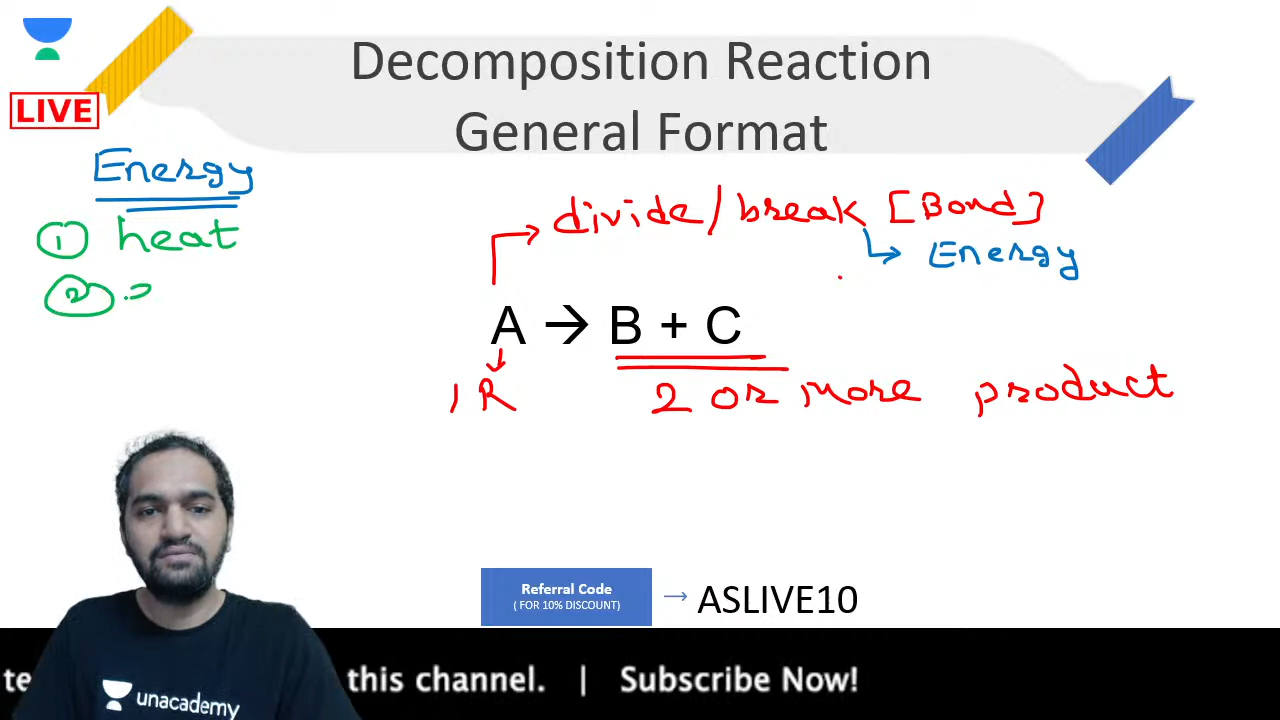 Decomposition Reaction
General Format
LIVE
Energy
① heat
②
divide/break [Bond]
Energy
A → B + C
1R
2 or more product
Referral Code
( FOR 10% DISCOUNT)
→ ASLIVE10
te
this channel. | Subscribe Now!
unacademy